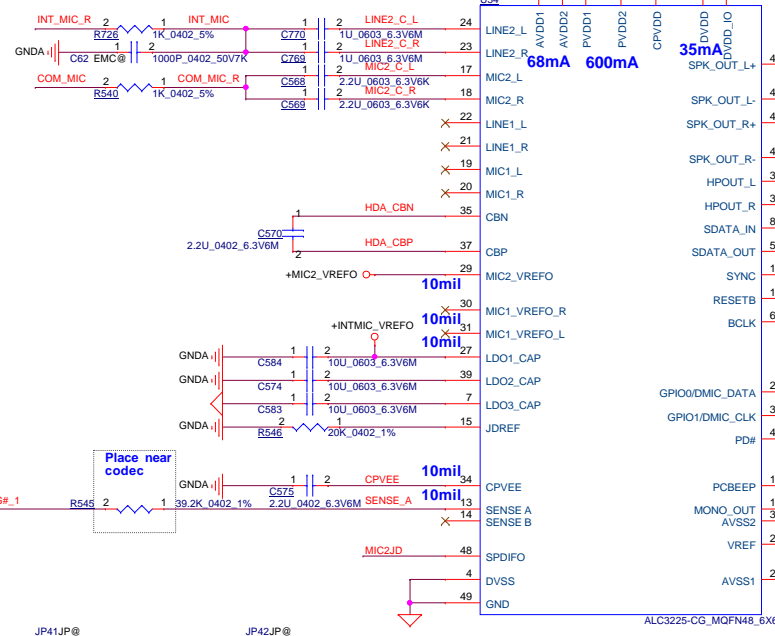 AVDD1
AVDD2
PVDD1
PVDD2
CPVDD
DVDD
DVDD_IO
68mA
600mA
35mA
INT_MIC_R 2 1 INT_MIC 1 2 LINE2_C_L 24 LINE2_L
R726 1K_0402_5% C770 1U_0603_6.3V6M
GNDA 1 2 1 2 LINE2_C_R 23 LINE2_R
C62 EMC@ 1000P_0402_50V7K C769 1U_0603_6.3V6M
COM_MIC 2 1 COM_MIC_R 1 2 MIC2_C_L 17 MIC2_L
R540 1K_0402_5% C568 2.2U_0603_6.3V6K
1 2 MIC2_C_R 18 MIC2_R
C569 2.2U_0603_6.3V6K
22 LINE1_L
21 LINE1_R
19 MIC1_L
20 MIC1_R
1 HDA_CBN 35 CBN
C570
2.2U_0402_6.3V6M
2 HDA_CBP 37 CBP
+MIC2_VREFO 29 MIC2_VREFO
10mil
30 MIC1_VREFO_R
10mil
+INTMIC_VREFO 31 MIC1_VREFO_L
10mil
GNDA 1 2 27 LDO1_CAP
C584 10U_0603_6.3V6M
GNDA 1 2 39 LDO2_CAP
C574 10U_0603_6.3V6M
1 2 7 LDO3_CAP
C583 10U_0603_6.3V6M
GNDA 2 1 15 JDREF
R546 20K_0402_1%
Place near
codec
10mil
GNDA 1 2 CPVEE 34 CPVEE
C575 2.2U_0402_6.3V6M
10mil
#_1 R545 2 1 39.2K_0402_1% SENSE_A 13 SENSE A
14 SENSE B
MIC2JD 48 SPDIFO
4 DVSS
49 GND
SPK_OUT_L+
SPK_OUT_L-
SPK_OUT_R+
SPK_OUT_R-
HPOUT_L
HPOUT_R
SDATA_IN
SDATA_OUT
SYNC
RESETB
BCLK
GPIO0/DMIC_DATA
GPIO1/DMIC_CLK
PD#
PCBEEP
MONO_OUT
AVSS2
VREF
AVSS1
ALC3225-CG_MQFN48_6X6
JP41JP@ JP42JP@